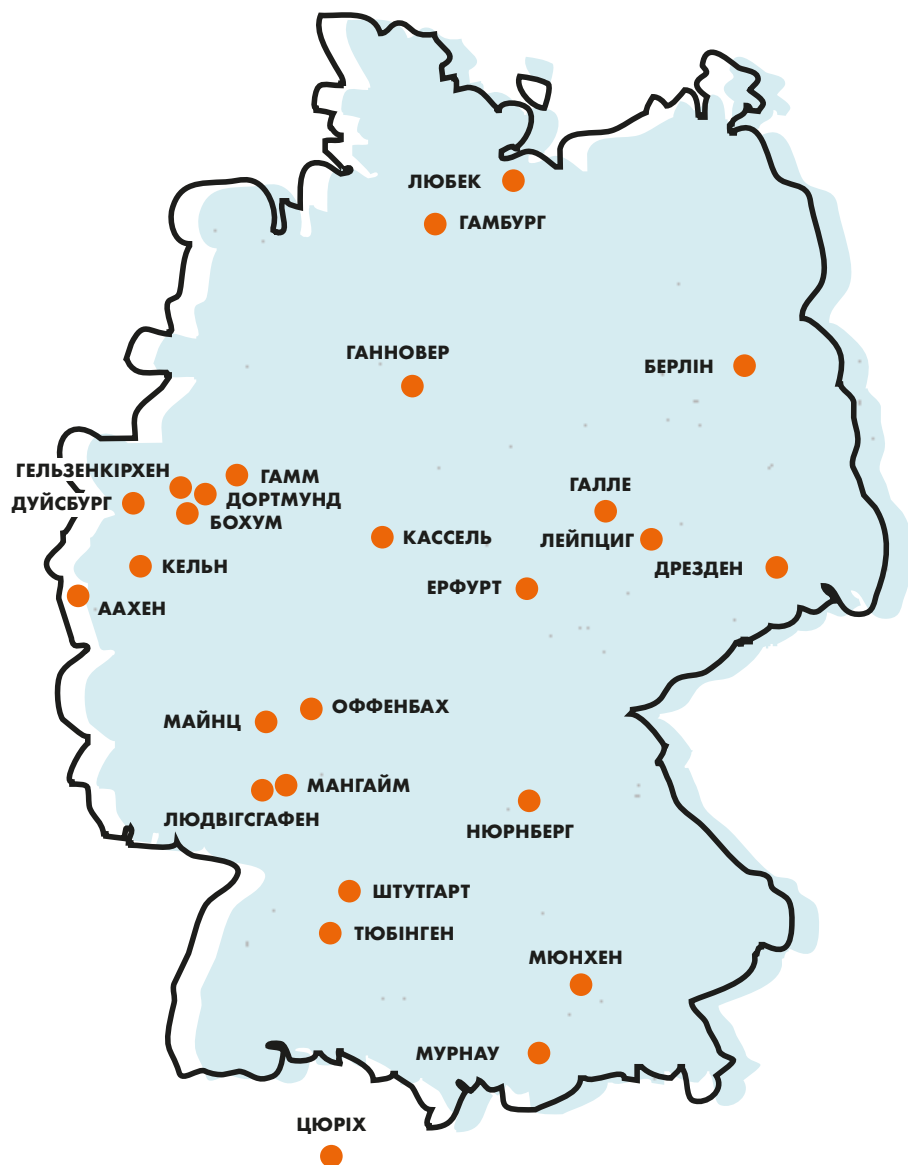 ЛЮБЕК
ГАМБУРГ
ГАННОВЕР
БЕРЛІН
ГЕЛЬЗЕНКІРХЕН
ГАММ
ДУЙСБУРГ
ДОРТМУНД
БОХУМ
ГАЛЛЕ
КАССЕЛЬ
ЛЕЙПЦИГ
КЕЛЬН
ДРЕЗДЕН
ЕРФУРТ
ААХЕН
ОФФЕНБАХ
МАЙНЦ
МАНГАЙМ
ЛЮДВІГСГАФЕН
НЮРНБЕРГ
ШТУТГАРТ
ТЮБІНГЕН
МЮНХЕН
МУРНАУ
ЦЮРІХ